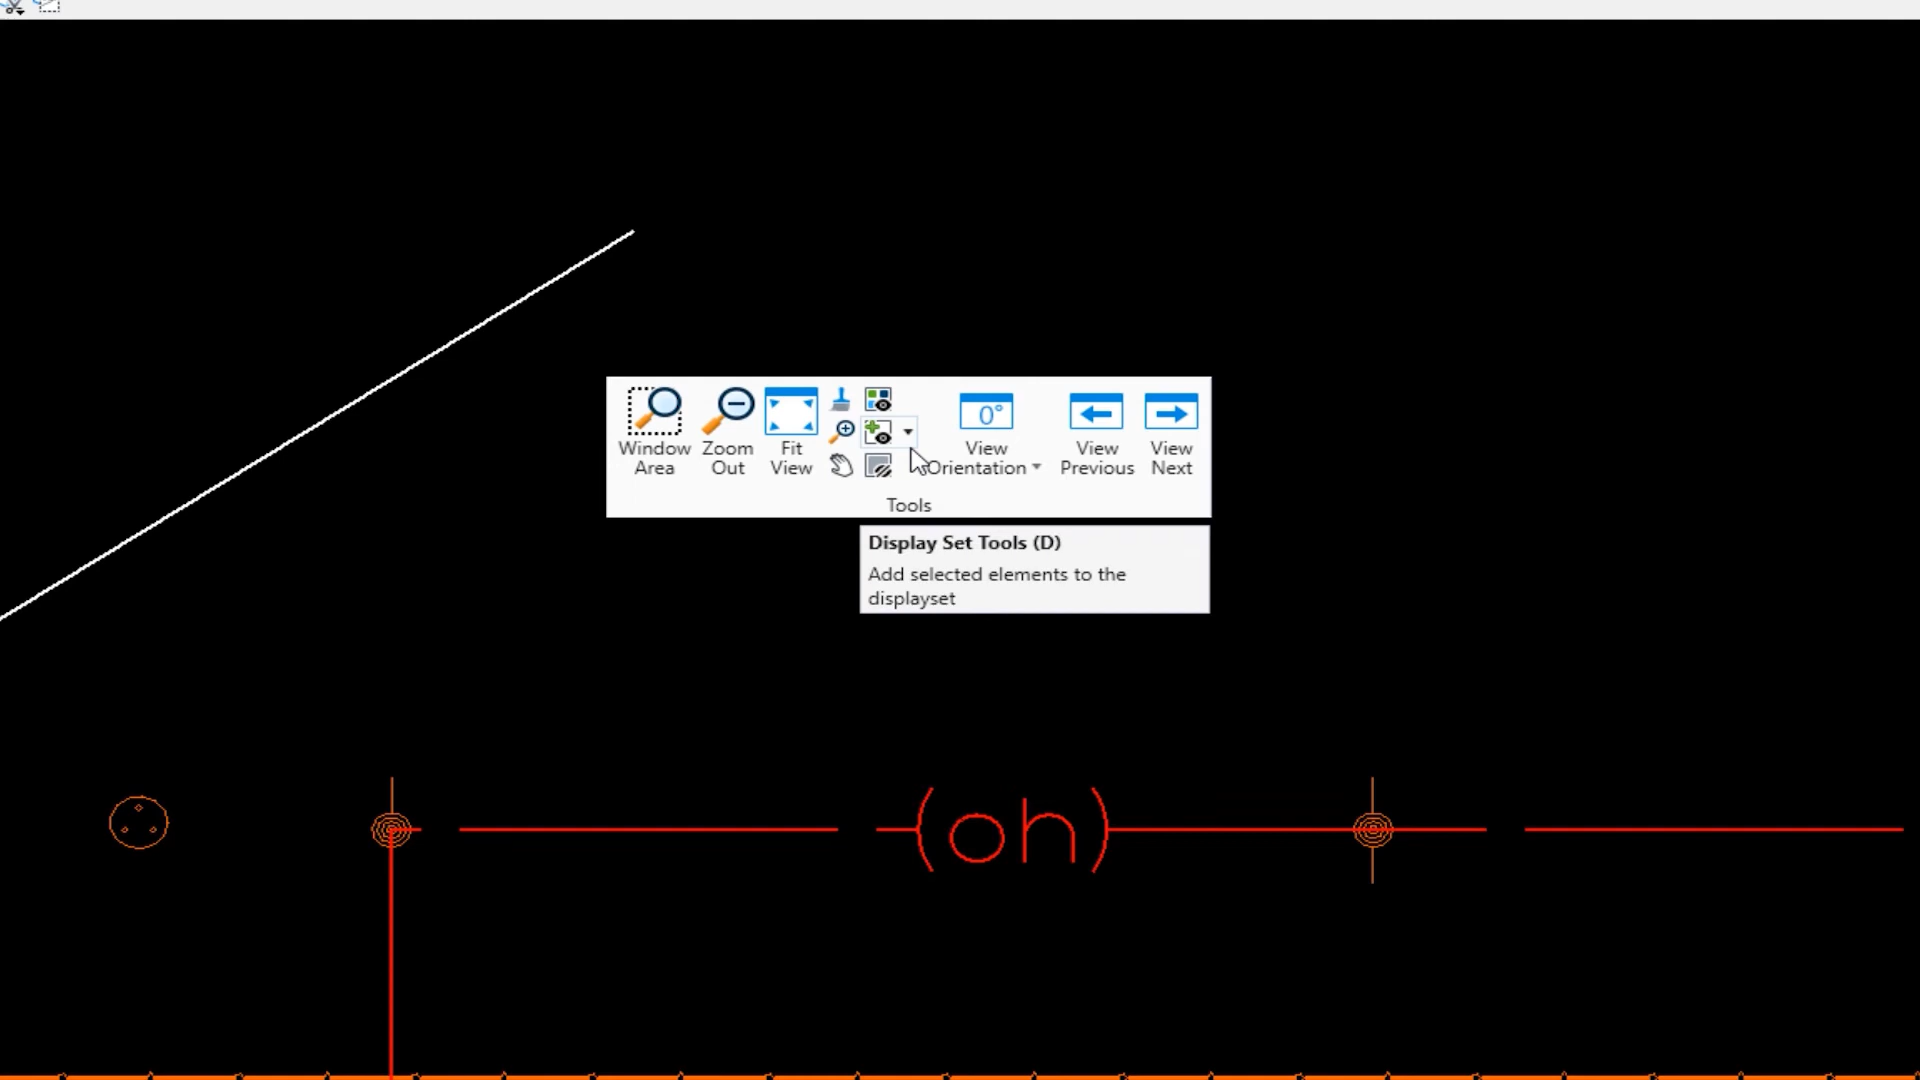 0°
Window Area
Zoom Out
Fit View
View Orientation
View Previous
View Next
Tools
Display Set Tools (D)
Add selected elements to the
displayset
(oh)